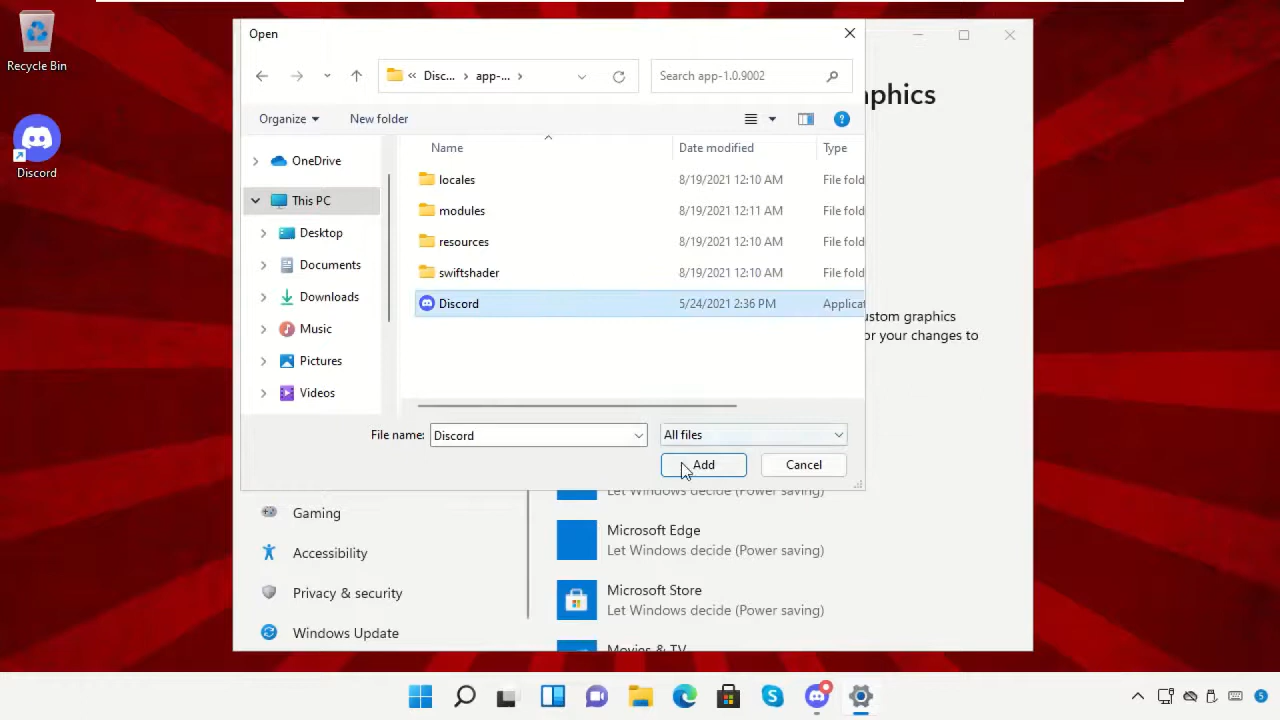 Recycle Bin
Discord
Open
« Disc... › app-... ›
Search app-1.0.9002
Organize
New folder
?
OneDrive
This PC
Desktop
Documents
Downloads
Music
Pictures
Videos
Name
Date modified
Type
locales
8/19/2021 12:10 AM
File fold
modules
8/19/2021 12:11 AM
File fold
resources
8/19/2021 12:10 AM
File fold
swiftshader
8/19/2021 12:10 AM
File fold
Discord
5/24/2021 2:36 PM
Applicat
File name:
Discord
All files
Add
Cancel
aphics
ustom graphics
or your changes to
Gaming
Accessibility
Privacy & security
Windows Update
Let Windows decide (Power saving)
Microsoft Edge
Let Windows decide (Power saving)
Microsoft Store
Let Windows decide (Power saving)
Movies & TV
5